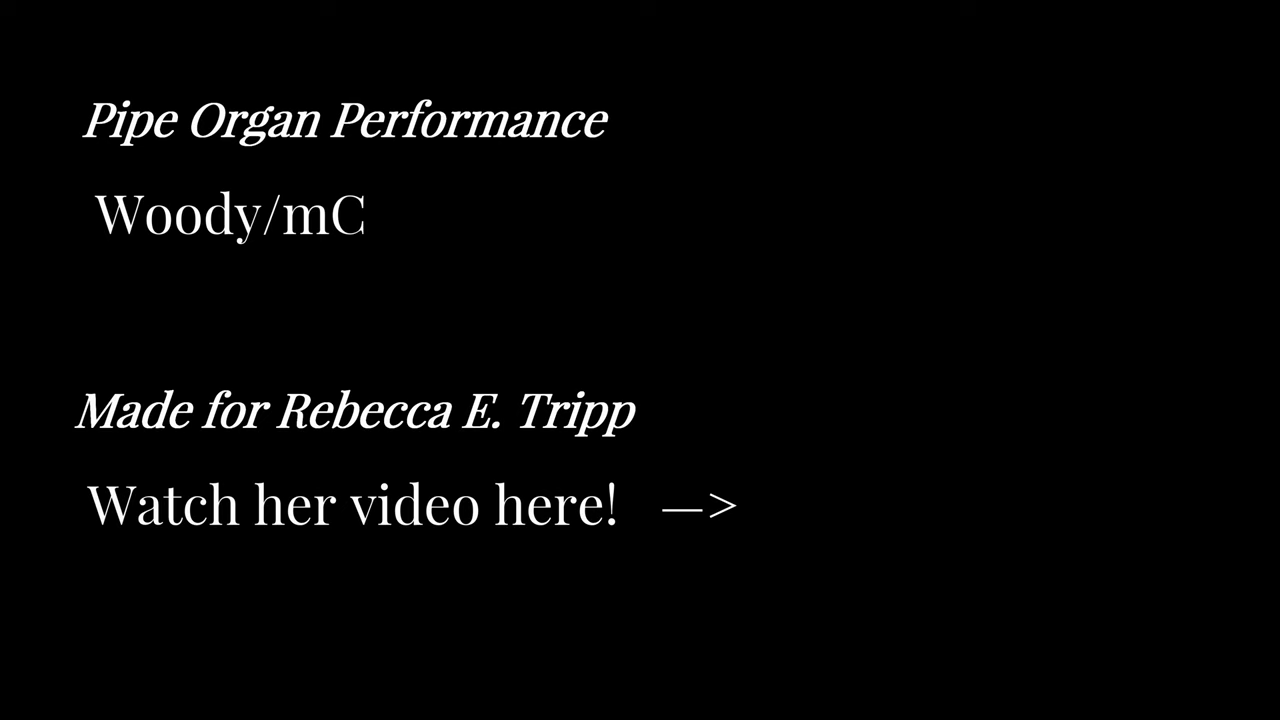 Pipe Organ Performance
Woody/mC
Made for Rebecca E. Tripp
Watch her video here! —>